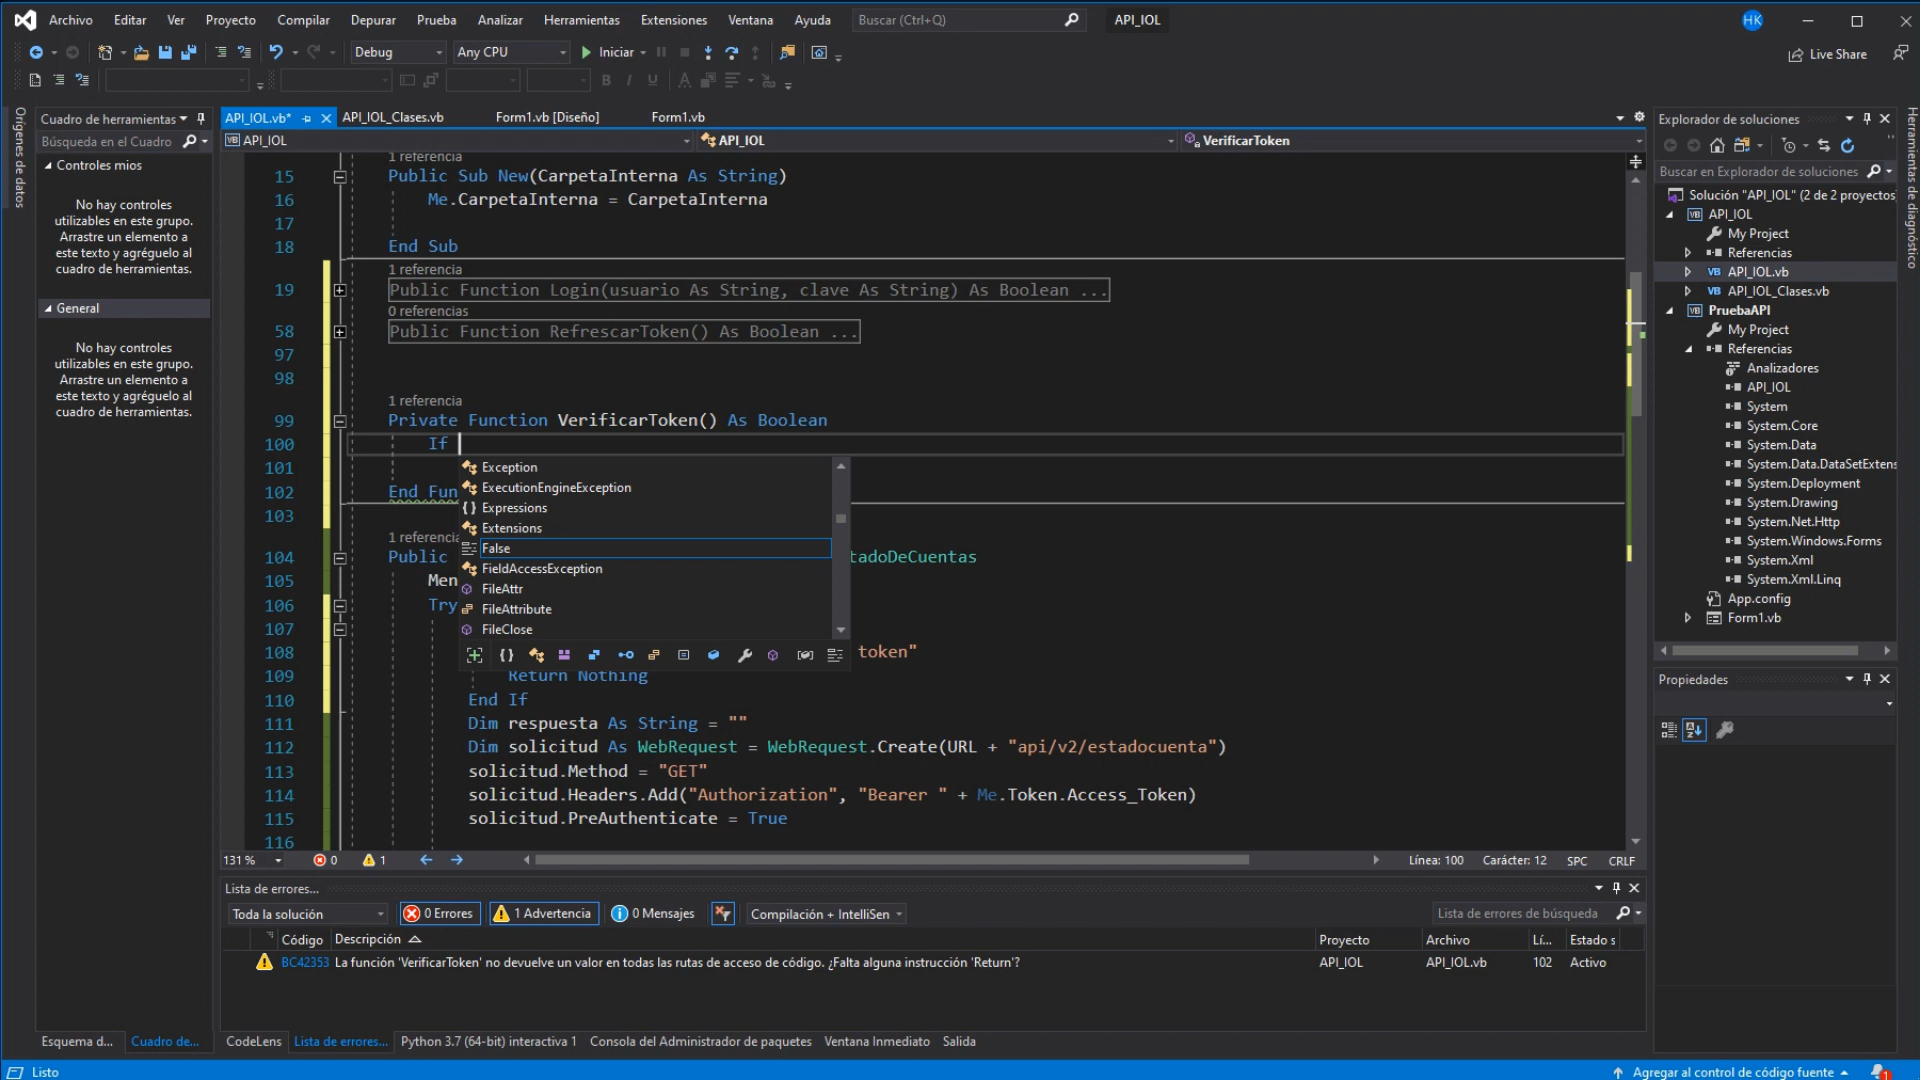 Archivo Editar Ver Proyecto Compilar Depurar Prueba Analizar Herramientas Extensiones Ventana Ayuda Buscar (Ctrl+Q) API_IOL HK
Debug Any CPU Iniciar Live Share
Orígenes de datos
Cuadro de herramientas
Búsqueda en el Cuadro
Controles mios
No hay controles
utilizables en este grupo.
Arrastre un elemento a
este texto y agréguelo al
cuadro de herramientas.
General
No hay controles
utilizables en este grupo.
Arrastre un elemento a
este texto y agréguelo al
cuadro de herramientas.
API_IOL.vb* API_IOL_Clases.vb Form1.vb [Diseño] Form1.vb
API_IOL API_IOL VerificarToken
1 referencia
15 Public Sub New(CarpetaInterna As String)
16 Me.CarpetaInterna = CarpetaInterna
17
18 End Sub
1 referencia
19 Public Function Login(usuario As String, clave As String) As Boolean ...
0 referencias
58 Public Function RefrescarToken() As Boolean ...
97
98
1 referencia
99 Private Function VerificarToken() As Boolean
100 If
101
102 End Fun
103
1 referencia
104 Public tadoDeCuentas
105 Men
106 Try
107
108 token"
109 Return Nothing
110 End If
111 Dim respuesta As String = ""
112 Dim solicitud As WebRequest = WebRequest.Create(URL + "api/v2/estadocuenta")
113 solicitud.Method = "GET"
114 solicitud.Headers.Add("Authorization", "Bearer " + Me.Token.Access_Token)
115 solicitud.PreAuthenticate = True
116
Exception
ExecutionEngineException
Expressions
Extensions
False
FieldAccessException
FileAttr
FileAttribute
FileClose
131 % 0 1 Línea: 100 Carácter: 12 SPC CRLF
Lista de errores...
Toda la solución 0 Errores 1 Advertencia 0 Mensajes Compilación + IntelliSen Lista de errores de búsqueda
Código Descripción Proyecto Archivo Lí... Estado s
BC42353 La función 'VerificarToken' no devuelve un valor en todas las rutas de acceso de código. ¿Falta alguna instrucción 'Return'? API_IOL API_IOL.vb 102 Activo
Esquema d... Cuadro de... CodeLens Lista de errores... Python 3.7 (64-bit) interactiva 1 Consola del Administrador de paquetes Ventana Inmediato Salida
Listo Agregar al control de código fuente 1
Explorador de soluciones
Buscar en Explorador de soluciones
Solución "API_IOL" (2 de 2 proyectos
API_IOL
My Project
Referencias
API_IOL.vb
API_IOL_Clases.vb
PruebaAPI
My Project
Referencias
Analizadores
API_IOL
System
System.Core
System.Data
System.Data.DataSetExtens
System.Deployment
System.Drawing
System.Net.Http
System.Windows.Forms
System.Xml
System.Xml.Linq
App.config
Form1.vb
Propiedades
Herramientas de diagnóstico